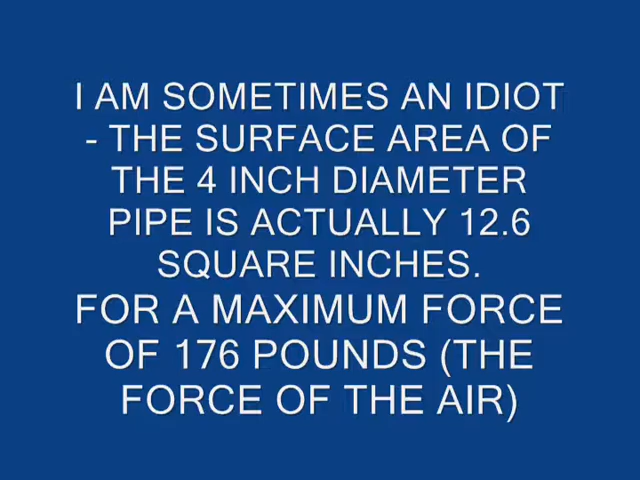 I AM SOMETIMES AN IDIOT
- THE SURFACE AREA OF
THE 4 INCH DIAMETER
PIPE IS ACTUALLY 12.6
SQUARE INCHES.
FOR A MAXIMUM FORCE
OF 176 POUNDS (THE
FORCE OF THE AIR)